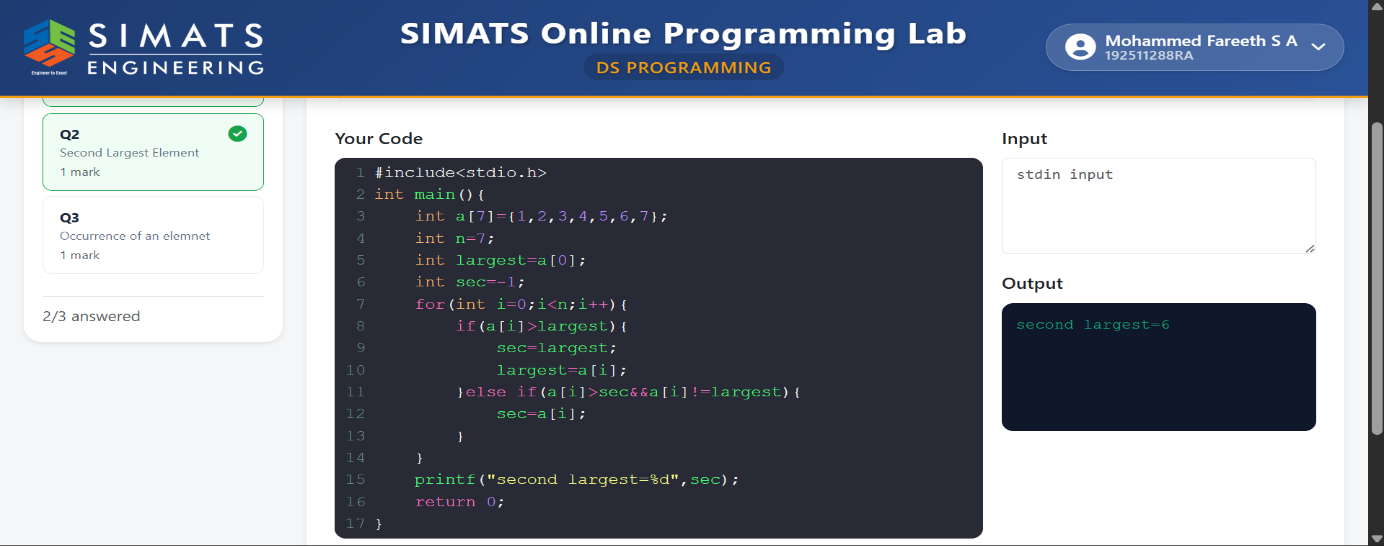 SIMATS
ENGINEERING
Engineer to Excel
SIMATS Online Programming Lab
DS PROGRAMMING
Mohammed Fareeth S A
192511288RA
Q2
Second Largest Element
1 mark
Q3
Occurrence of an elemnet
1 mark
2/3 answered
Your Code
1 #include<stdio.h>
2 int main(){
3     int a[7]={1,2,3,4,5,6,7};
4     int n=7;
5     int largest=a[0];
6     int sec=-1;
7     for(int i=0;i<n;i++){
8         if(a[i]>largest){
9             sec=largest;
10             largest=a[i];
11         }else if(a[i]>sec&&a[i]!=largest){
12             sec=a[i];
13         }
14     }
15     printf("second largest=%d",sec);
16     return 0;
17 }
Input
stdin input
Output
second largest=6